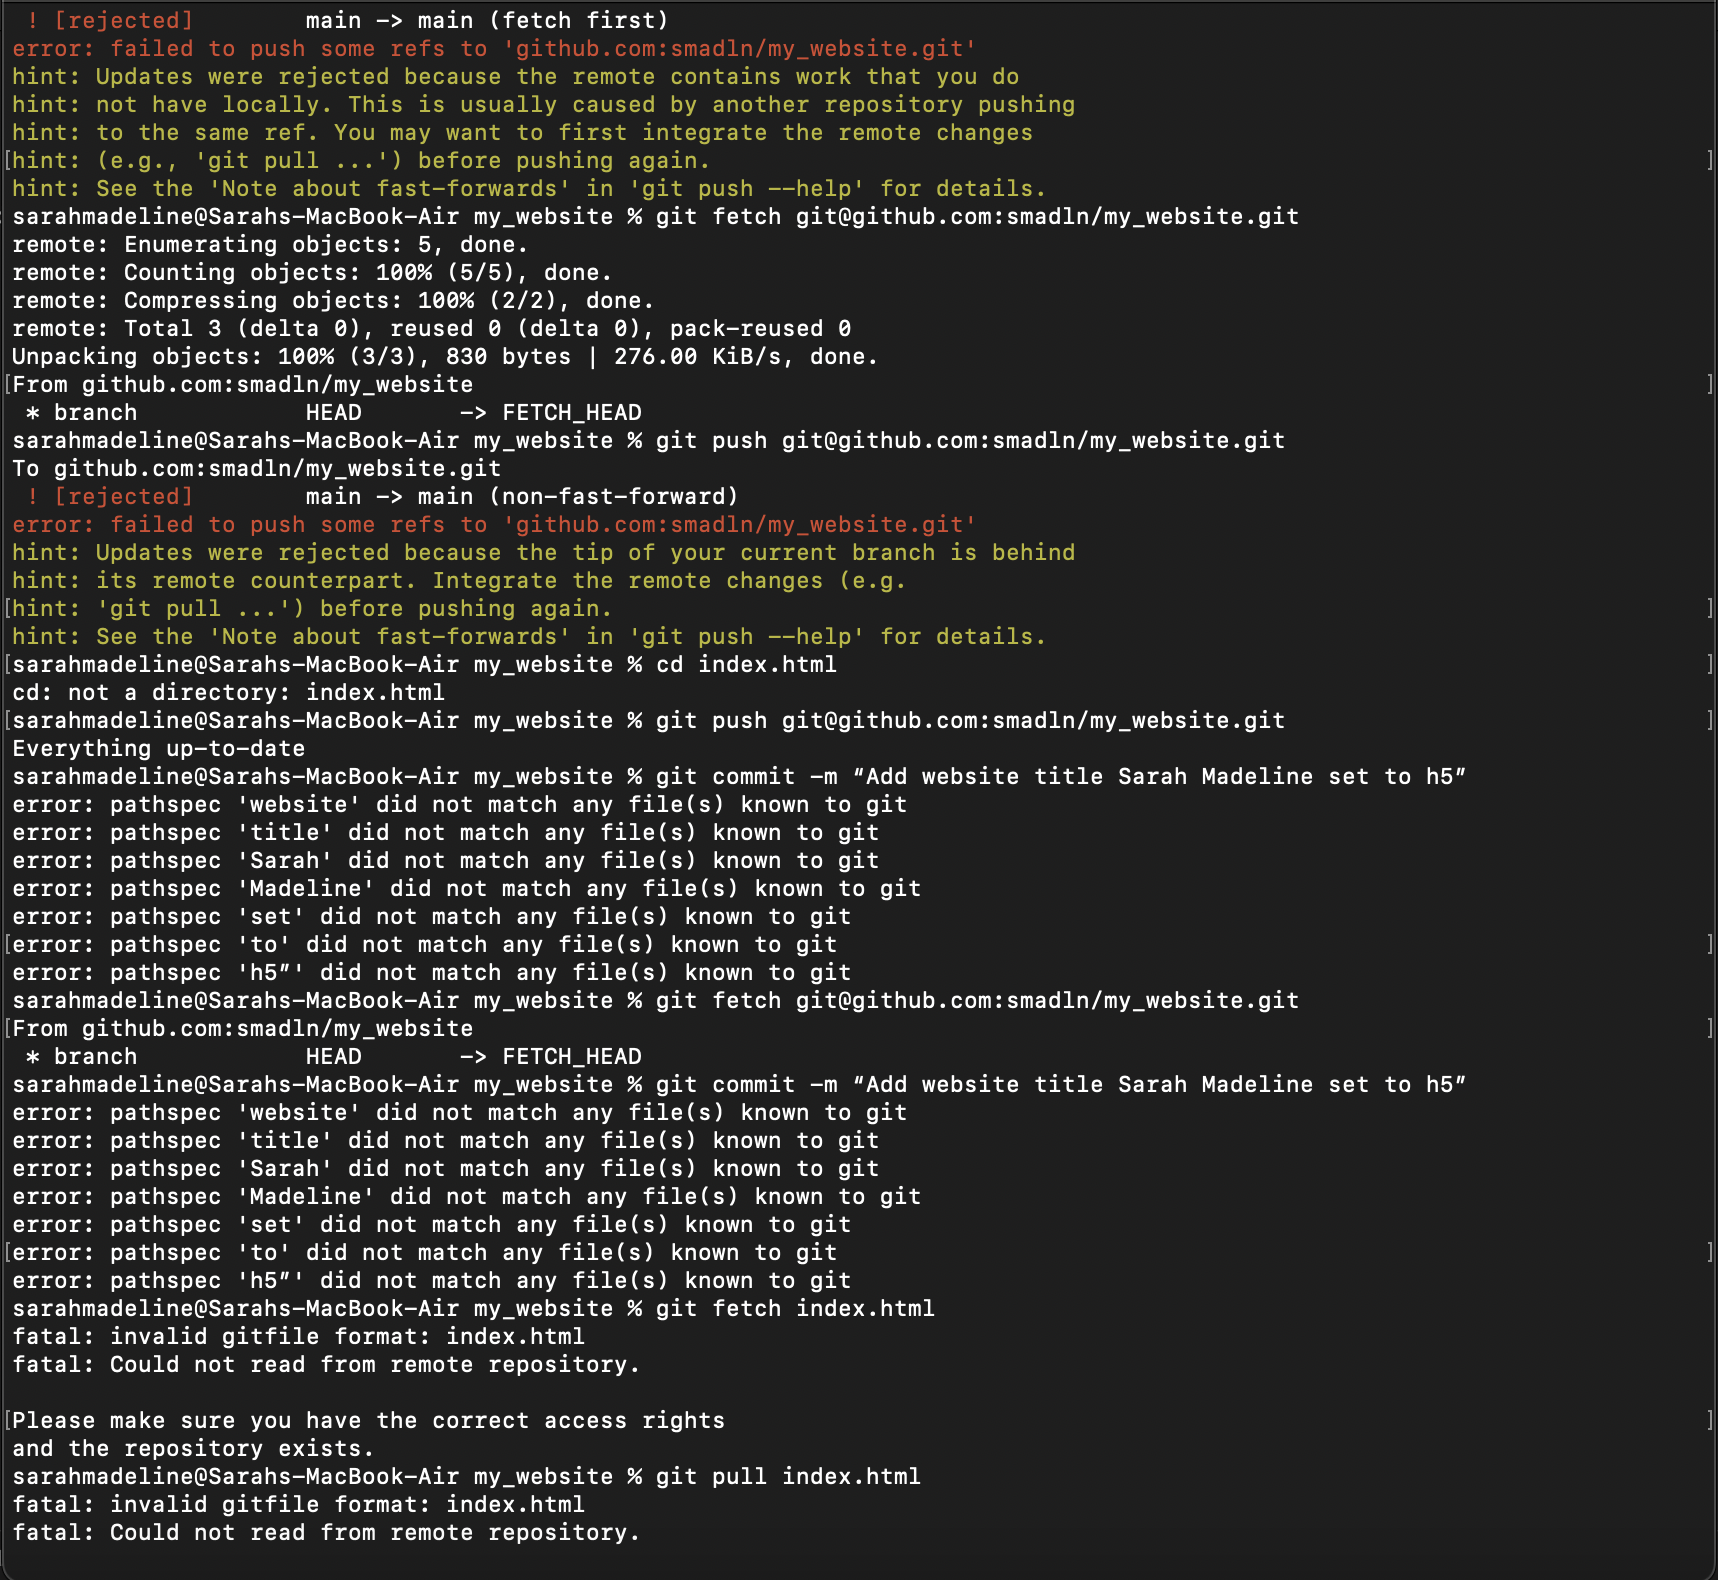 ! [rejected]        main -> main (fetch first)
error: failed to push some refs to 'github.com:smadln/my_website.git'
hint: Updates were rejected because the remote contains work that you do
hint: not have locally. This is usually caused by another repository pushing
hint: to the same ref. You may want to first integrate the remote changes
[hint: (e.g., 'git pull ...') before pushing again. ]
hint: See the 'Note about fast-forwards' in 'git push --help' for details.
sarahmadeline@Sarahs-MacBook-Air my_website % git fetch git@github.com:smadln/my_website.git
remote: Enumerating objects: 5, done.
remote: Counting objects: 100% (5/5), done.
remote: Compressing objects: 100% (2/2), done.
remote: Total 3 (delta 0), reused 0 (delta 0), pack-reused 0
Unpacking objects: 100% (3/3), 830 bytes | 276.00 KiB/s, done.
[From github.com:smadln/my_website ]
 * branch            HEAD       -> FETCH_HEAD
sarahmadeline@Sarahs-MacBook-Air my_website % git push git@github.com:smadln/my_website.git
To github.com:smadln/my_website.git
 ! [rejected]        main -> main (non-fast-forward)
error: failed to push some refs to 'github.com:smadln/my_website.git'
hint: Updates were rejected because the tip of your current branch is behind
hint: its remote counterpart. Integrate the remote changes (e.g.
[hint: 'git pull ...') before pushing again. ]
hint: See the 'Note about fast-forwards' in 'git push --help' for details.
[sarahmadeline@Sarahs-MacBook-Air my_website % cd index.html ]
cd: not a directory: index.html
[sarahmadeline@Sarahs-MacBook-Air my_website % git push git@github.com:smadln/my_website.git ]
Everything up-to-date
sarahmadeline@Sarahs-MacBook-Air my_website % git commit -m “Add website title Sarah Madeline set to h5”
error: pathspec 'website' did not match any file(s) known to git
error: pathspec 'title' did not match any file(s) known to git
error: pathspec 'Sarah' did not match any file(s) known to git
error: pathspec 'Madeline' did not match any file(s) known to git
error: pathspec 'set' did not match any file(s) known to git
[error: pathspec 'to' did not match any file(s) known to git ]
error: pathspec 'h5”' did not match any file(s) known to git
sarahmadeline@Sarahs-MacBook-Air my_website % git fetch git@github.com:smadln/my_website.git
[From github.com:smadln/my_website ]
 * branch            HEAD       -> FETCH_HEAD
sarahmadeline@Sarahs-MacBook-Air my_website % git commit -m “Add website title Sarah Madeline set to h5”
error: pathspec 'website' did not match any file(s) known to git
error: pathspec 'title' did not match any file(s) known to git
error: pathspec 'Sarah' did not match any file(s) known to git
error: pathspec 'Madeline' did not match any file(s) known to git
error: pathspec 'set' did not match any file(s) known to git
[error: pathspec 'to' did not match any file(s) known to git ]
error: pathspec 'h5”' did not match any file(s) known to git
sarahmadeline@Sarahs-MacBook-Air my_website % git fetch index.html
fatal: invalid gitfile format: index.html
fatal: Could not read from remote repository.
[Please make sure you have the correct access rights ]
and the repository exists.
sarahmadeline@Sarahs-MacBook-Air my_website % git pull index.html
fatal: invalid gitfile format: index.html
fatal: Could not read from remote repository.